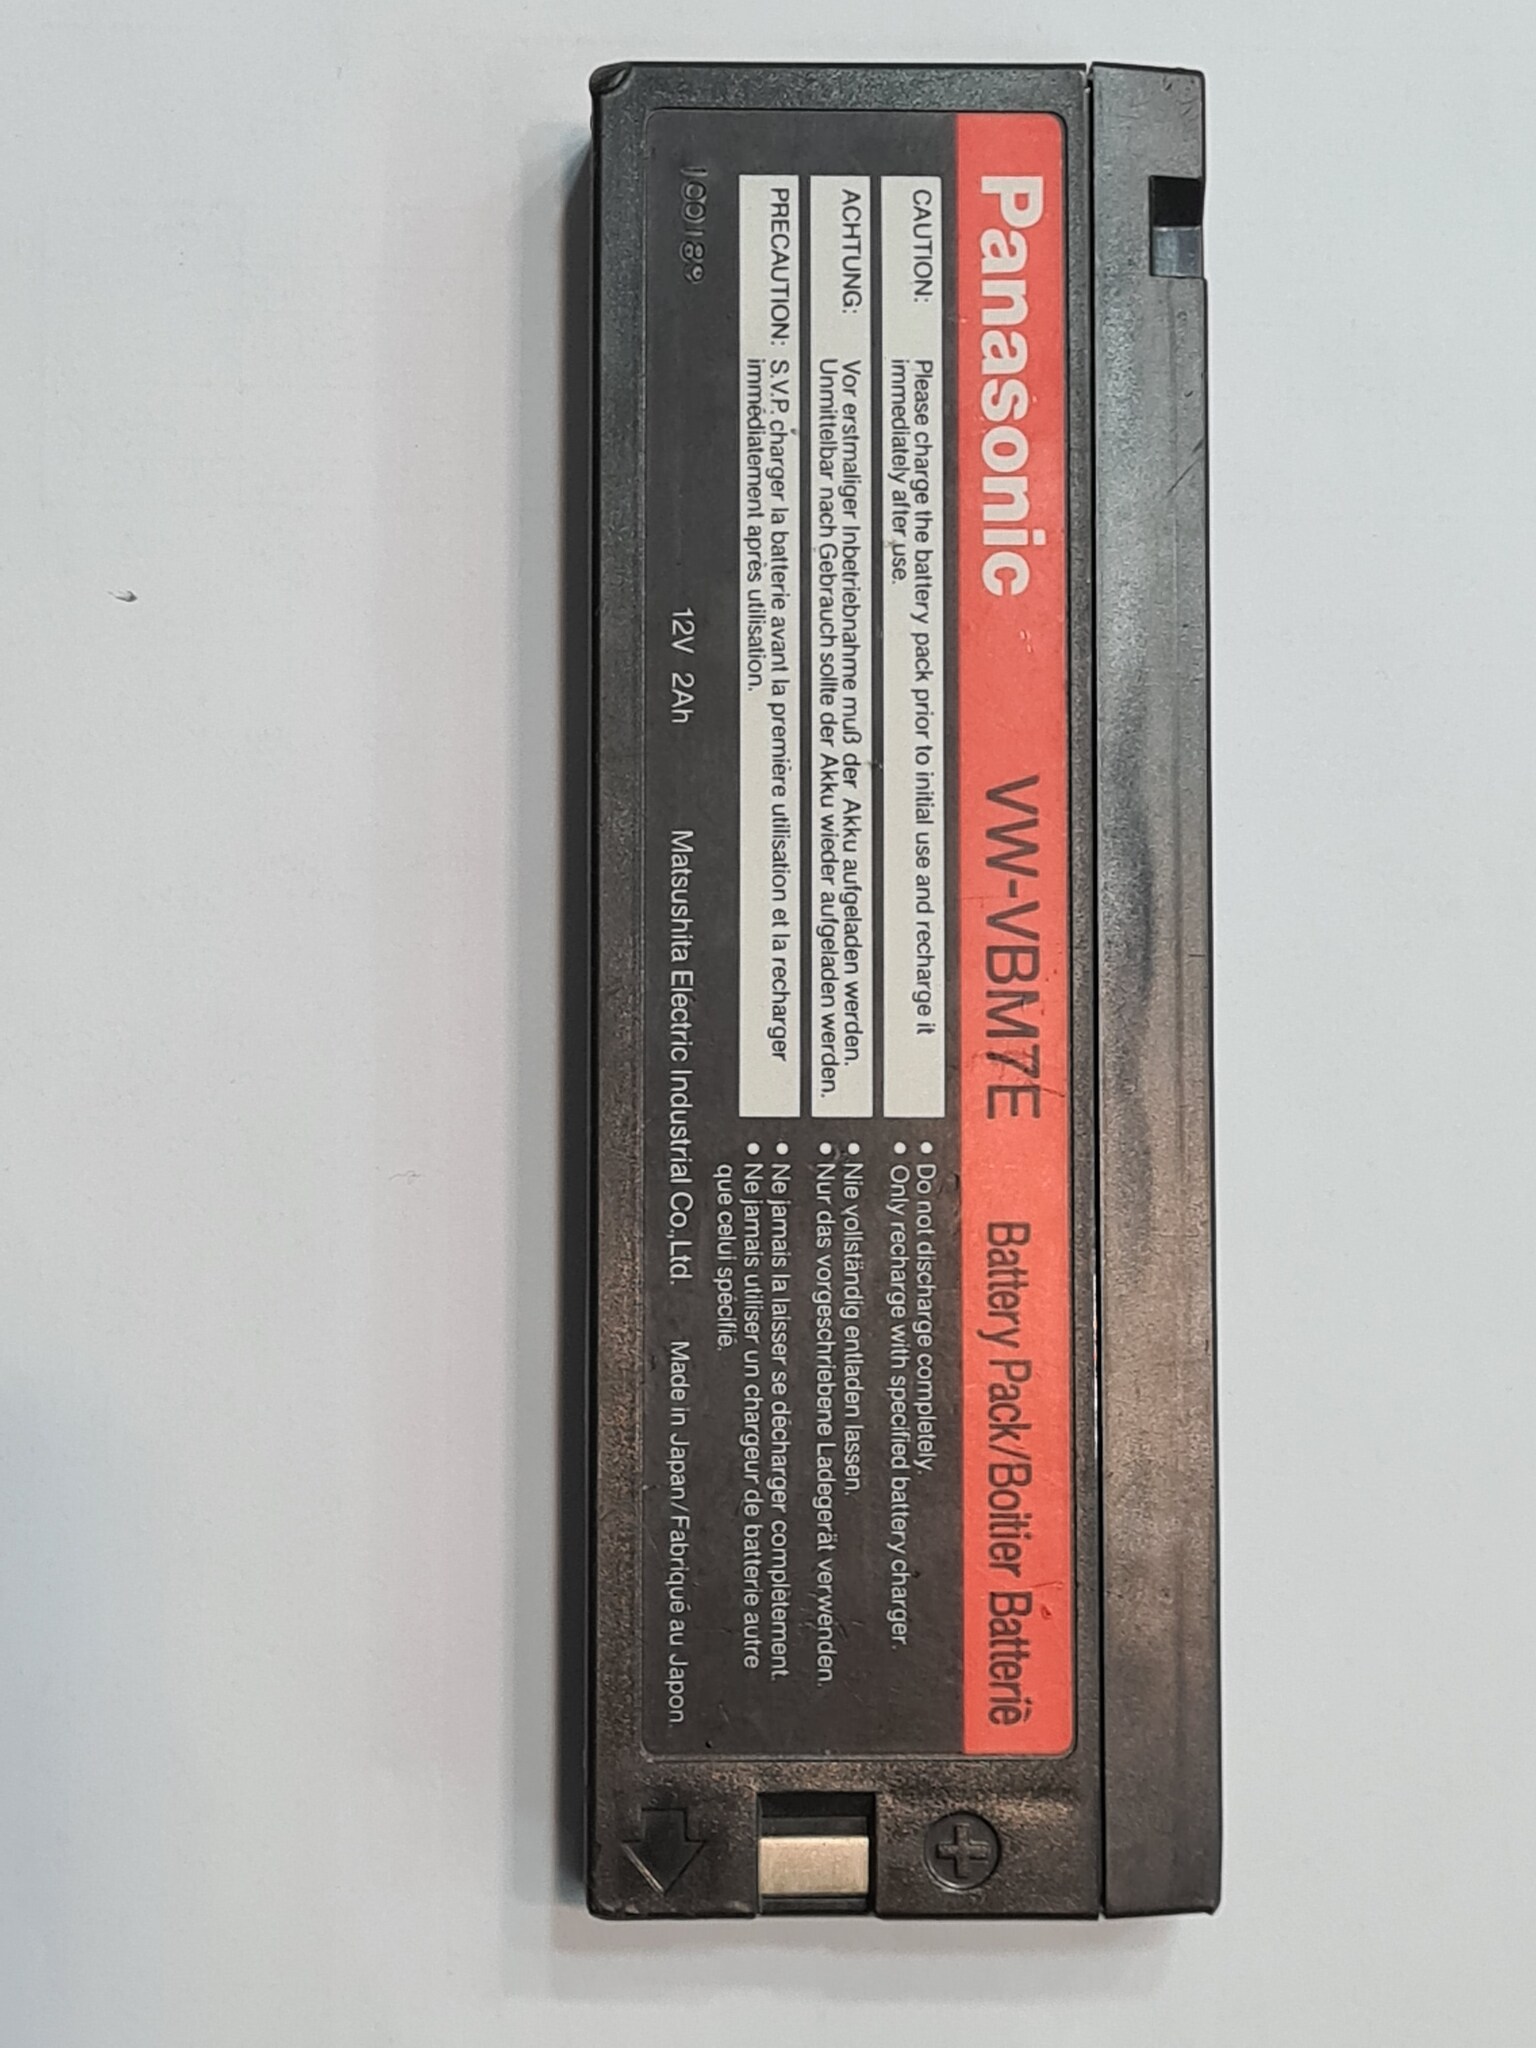 Panasonic VW-VBM7E Battery Pack/Boitier Batterie
CAUTION: Please charge the battery pack prior to initial use and recharge it
immediately after use.
• Do not discharge completely.
• Only recharge with specified battery charger.
ACHTUNG: Vor erstmaliger Inbetriebnahme muß der Akku aufgeladen werden.
Unmittelbar nach Gebrauch sollte der Akku wieder aufgeladen werden.
• Nie vollständig entladen lassen.
• Nur das vorgeschriebene Ladegerät verwenden.
PRECAUTION: S.V.P. charger la batterie avant la première utilisation et la recharger
immédiatement après utilisation.
• Ne jamais la laisser se décharger complètement.
• Ne jamais utiliser un chargeur de batterie autre
que celui spécifié.
100189
12V 2Ah Matsushita Electric Industrial Co., Ltd. Made in Japan/Fabriqué au Japon
+